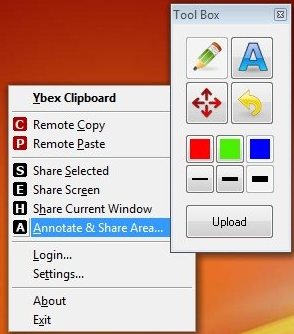 Tool Box
A
Upload
Ybex Clipboard
C Remote Copy
P Remote Paste
S Share Selected
E Share Screen
H Share Current Window
A Annotate & Share Area...
Login...
Settings...
About
Exit